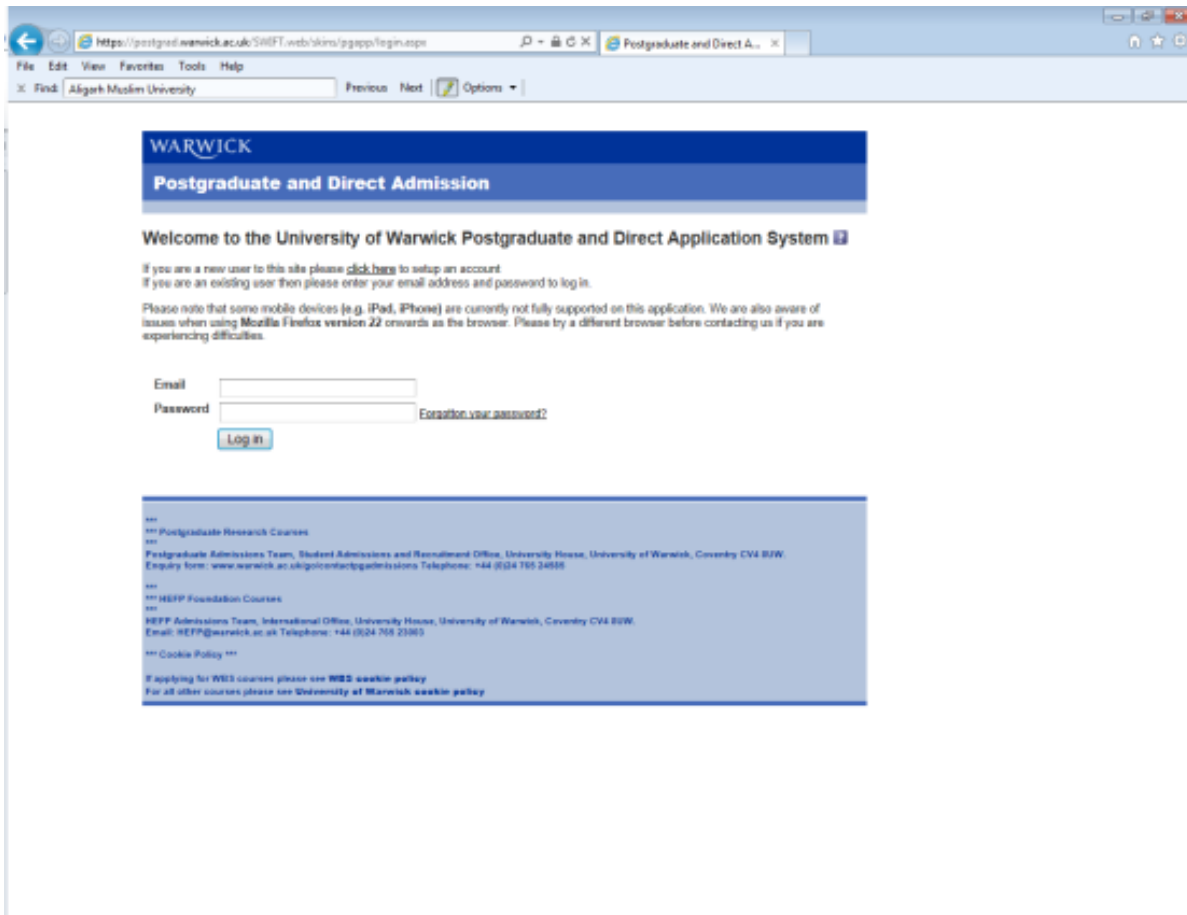 https://postgrad.warwick.ac.uk/SWIFT.web/skins/pgapp/login.aspx
Postgraduate and Direct A...
File Edit View Favorites Tools Help
Find: Aligarh Muslim University Previous Next Options
WARWICK
Postgraduate and Direct Admission
Welcome to the University of Warwick Postgraduate and Direct Application System ?
If you are a new user to this site please click here to setup an account
If you are an existing user then please enter your email address and password to log in.
Please note that some mobile devices (e.g. iPad, iPhone) are currently not fully supported on this application. We are also aware of
issues when using Mozilla Firefox version 22 onwards as the browser. Please try a different browser before contacting us if you are
experiencing difficulties.
Email
Password Forgotten your password?
Log in
***
*** Postgraduate Research Courses
***
Postgraduate Admissions Team, Student Admissions and Recruitment Office, University House, University of Warwick, Coventry CV4 8UW.
Enquiry form: www.warwick.ac.uk/go/contactpgadmissions Telephone: +44 (0)24 765
***
*** HEFP Foundation Courses
***
HEFP Admissions Team, International Office, University House, University of Warwick, Coventry CV4 8UW.
Email: HEFP@warwick.ac.uk Telephone: +44 (0)24 765
*** Cookie Policy ***
If applying for WBS courses please see WBS cookie policy
For all other courses please see University of Warwick cookie policy